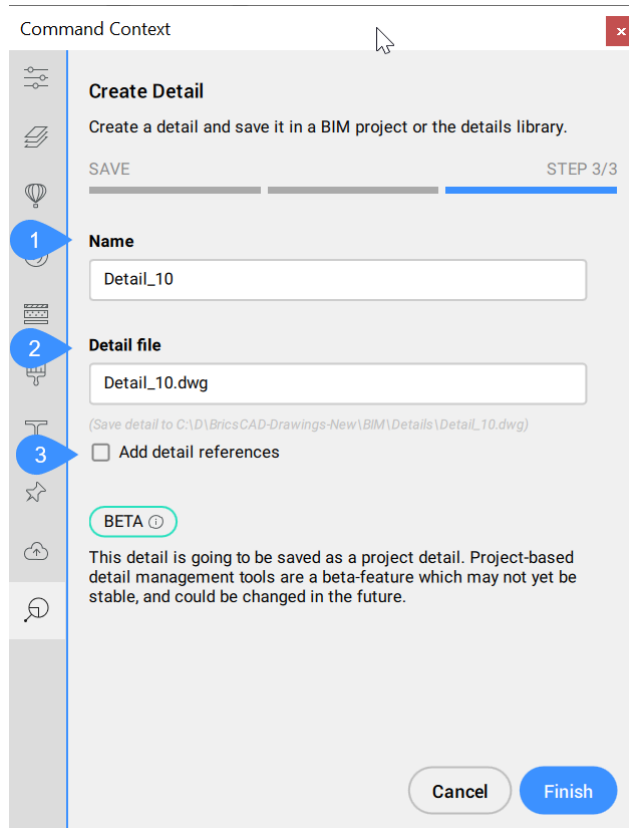 Command Context
x
Create Detail
Create a detail and save it in a BIM project or the details library.
SAVE STEP 3/3
1
Name
Detail_10
2
Detail file
Detail_10.dwg
(Save detail to C:\D\BricsCAD-Drawings-New\BIM\Details\Detail_10.dwg)
3
Add detail references
BETA
This detail is going to be saved as a project detail. Project-based
detail management tools are a beta-feature which may not yet be
stable, and could be changed in the future.
Cancel Finish